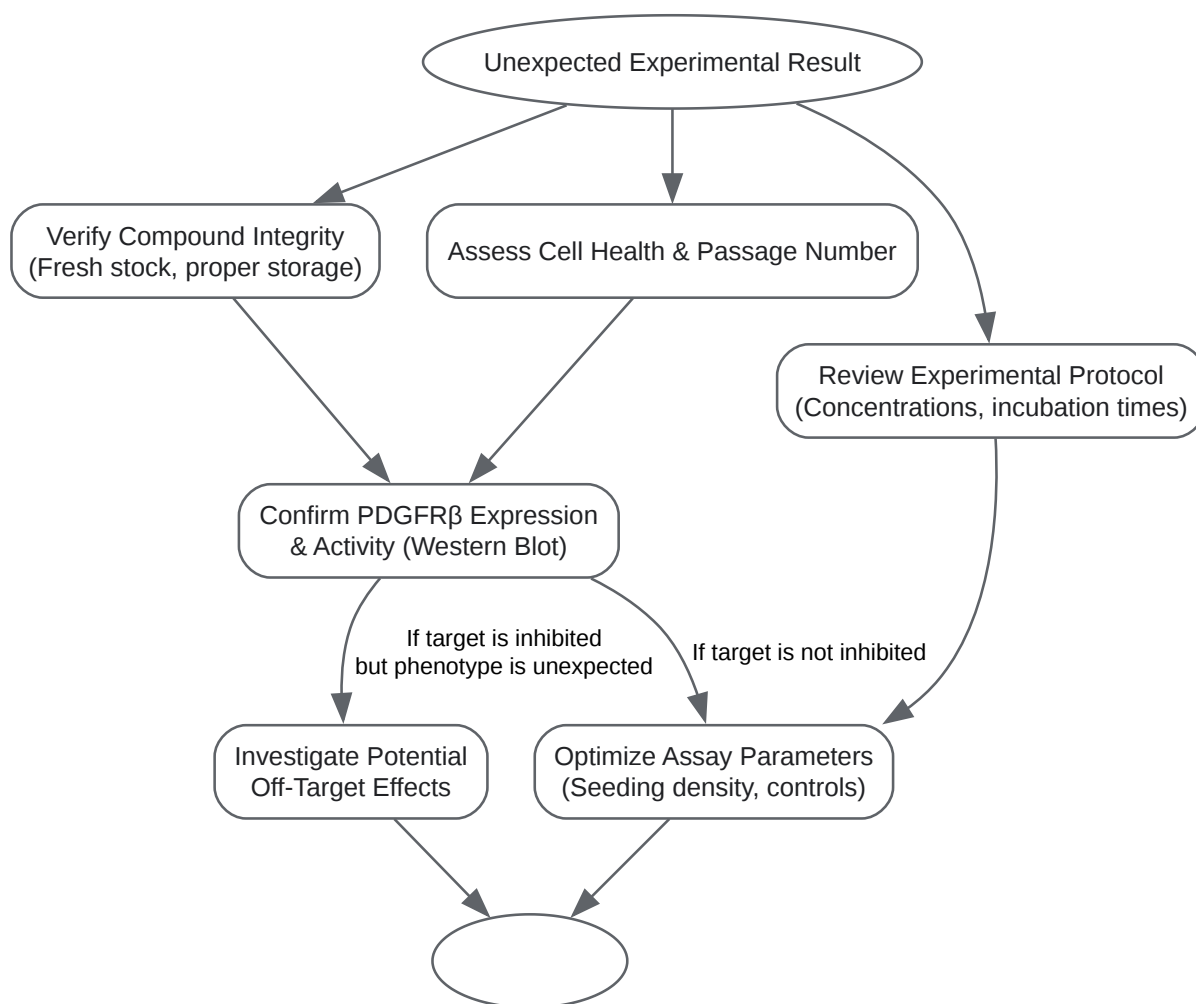 Unexpected Experimental Result
Verify Compound Integrity
(Fresh stock, proper storage)
Assess Cell Health & Passage Number
Review Experimental Protocol
(Concentrations, incubation times)
Confirm PDGFRβ Expression
& Activity (Western Blot)
If target is inhibited
but phenotype is unexpected
If target is not inhibited
Investigate Potential
Off-Target Effects
Optimize Assay Parameters
(Seeding density, controls)